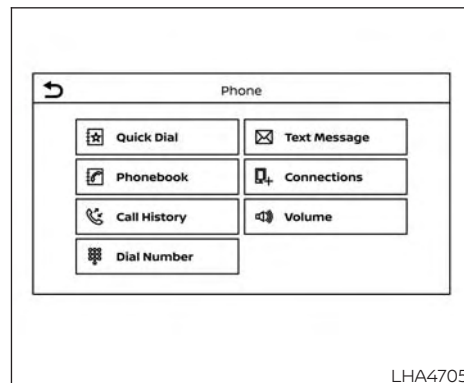 Phone
Quick Dial
Text Message
Phonebook
Connections
Call History
Volume
Dial Number
LHA4705